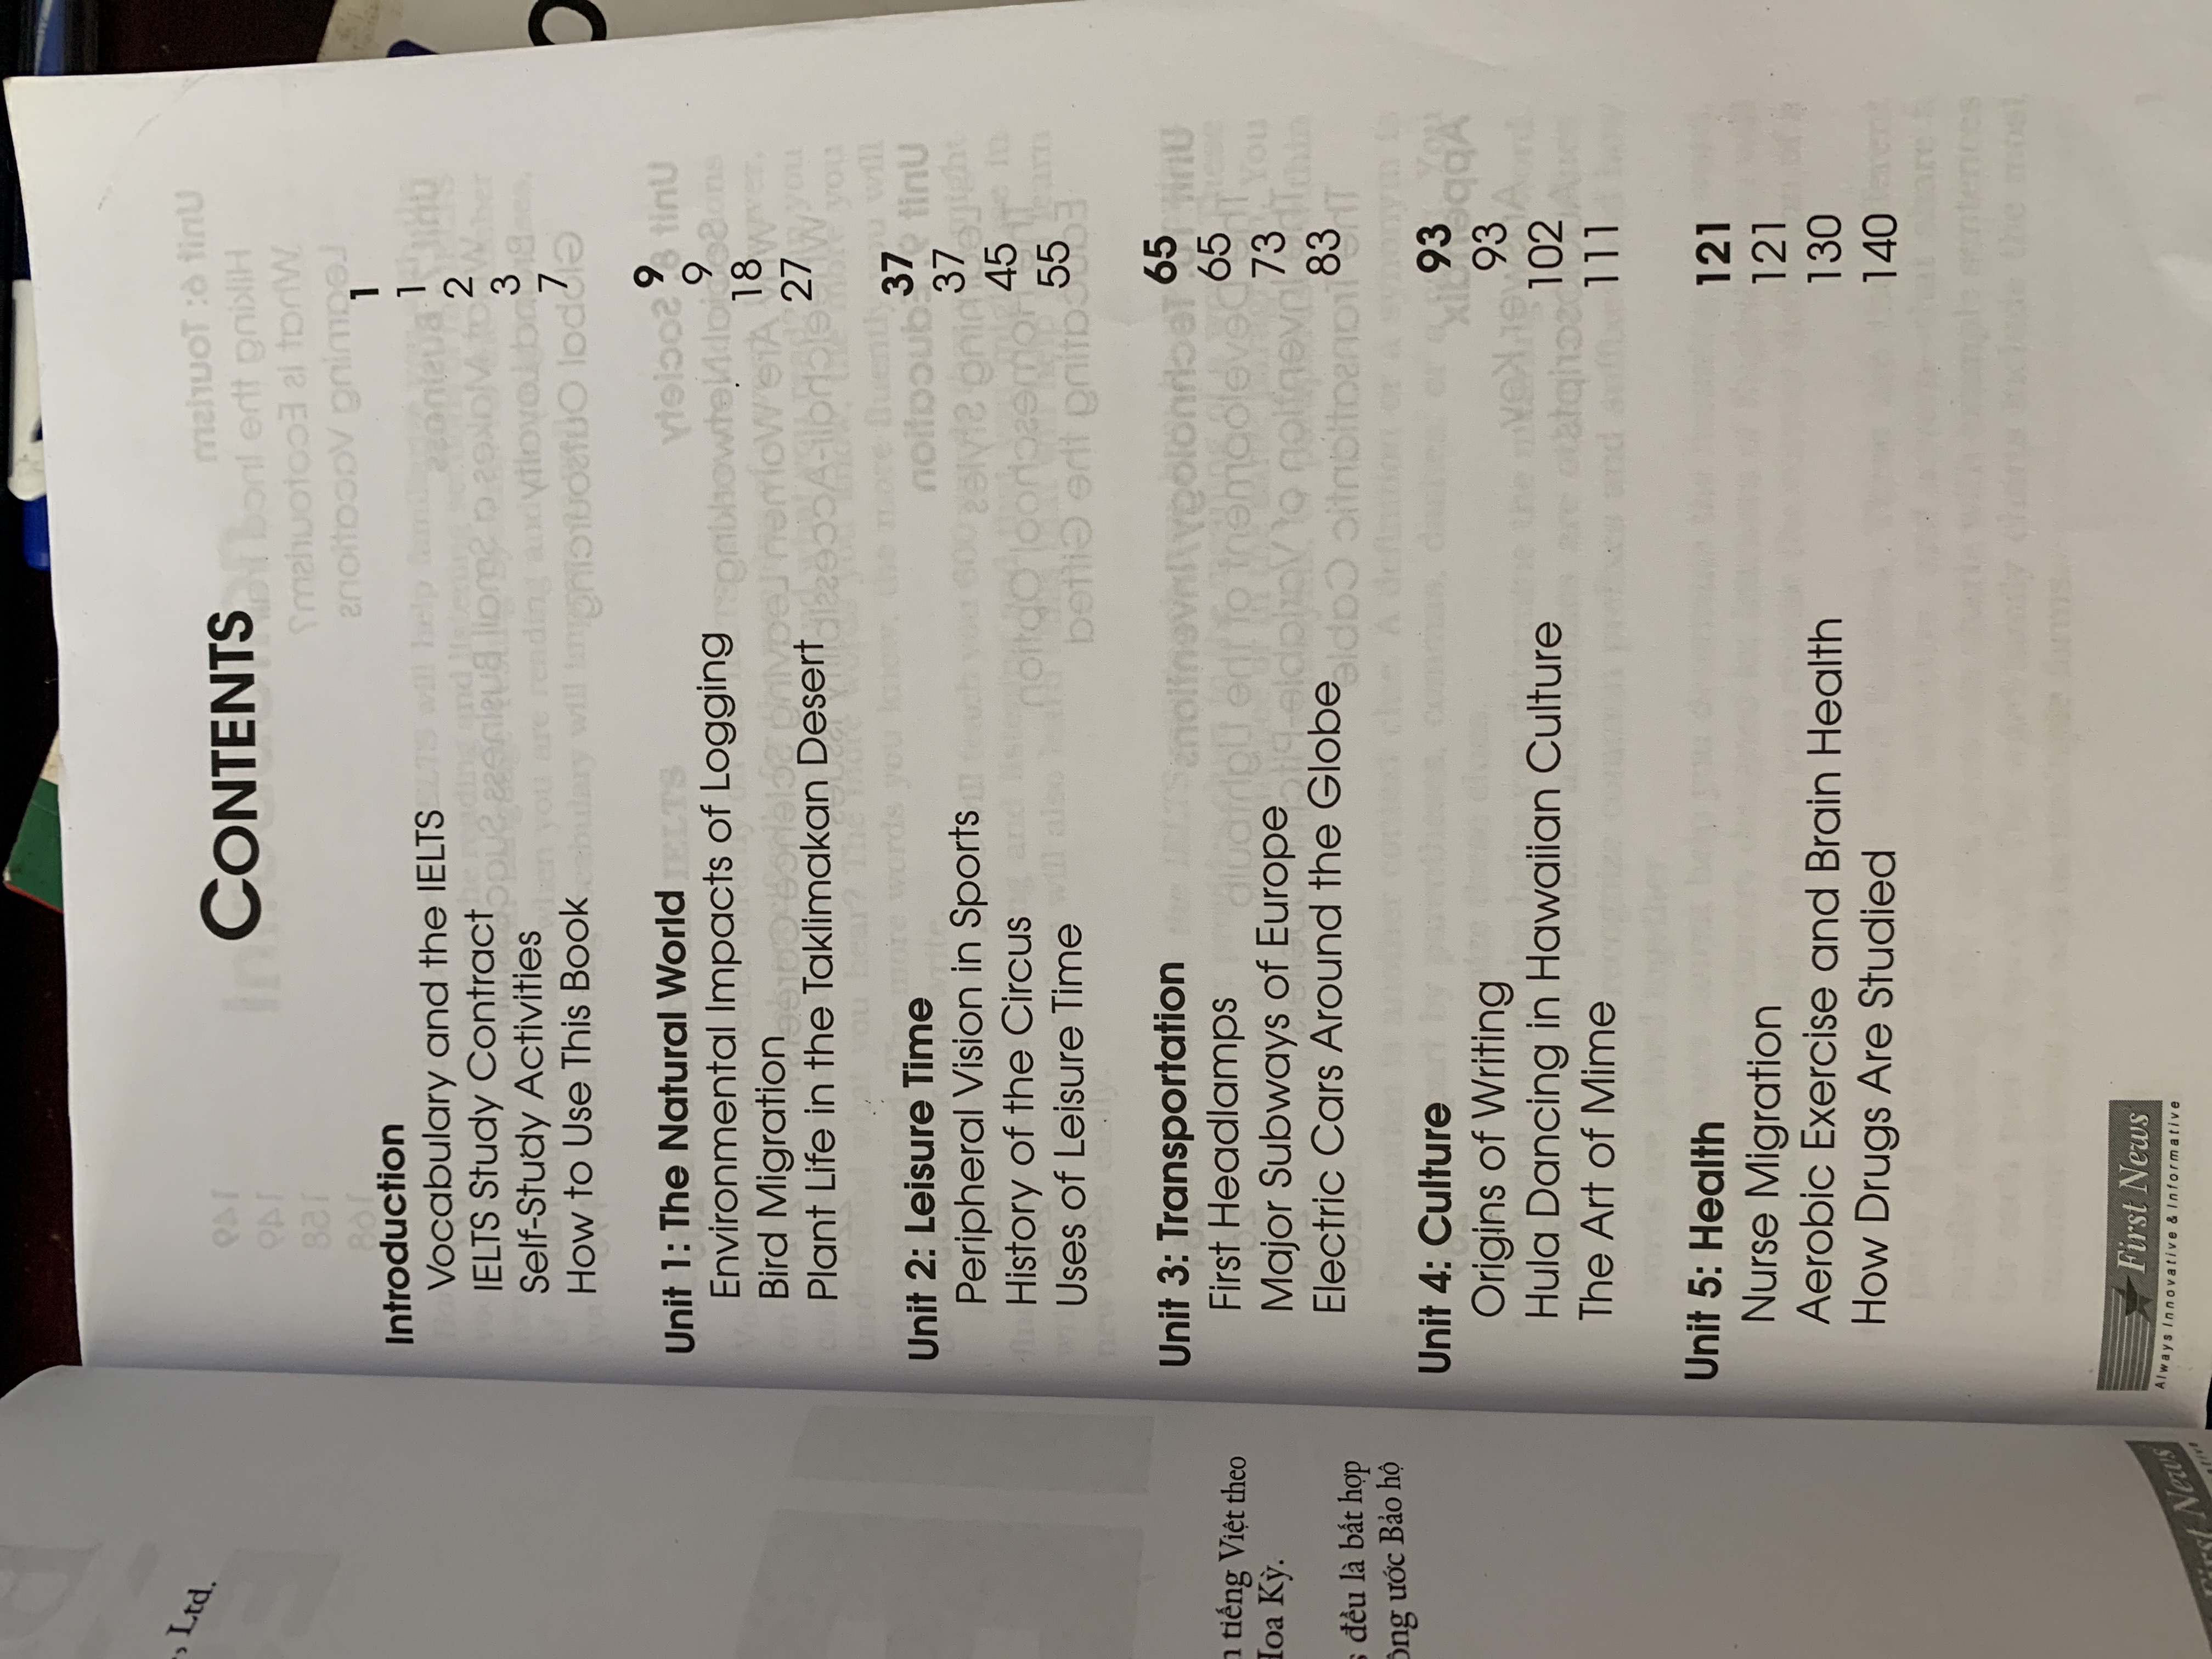 , Ltd.
tiếng Việt theo
Hoa Kỳ.
đều là bất hợp
ước Bảo hộ
First News
CONTENTS
Introduction 1
Vocabulary and the IELTS 1
IELTS Study Contract 2
Self-Study Activities 3
How to Use This Book 7
Unit 1: The Natural World 9
Environmental Impacts of Logging 9
Bird Migration 18
Plant Life in the Taklimakan Desert 27
Unit 2: Leisure Time 37
Peripheral Vision in Sports 37
History of the Circus 45
Uses of Leisure Time 55
Unit 3: Transportation 65
First Headlamps 65
Major Subways of Europe 73
Electric Cars Around the Globe 83
Unit 4: Culture 93
Origins of Writing 93
Hula Dancing in Hawaiian Culture 102
The Art of Mime 111
Unit 5: Health 121
Nurse Migration 121
Aerobic Exercise and Brain Health 130
How Drugs Are Studied 140
First News
Always Innovative & Informative